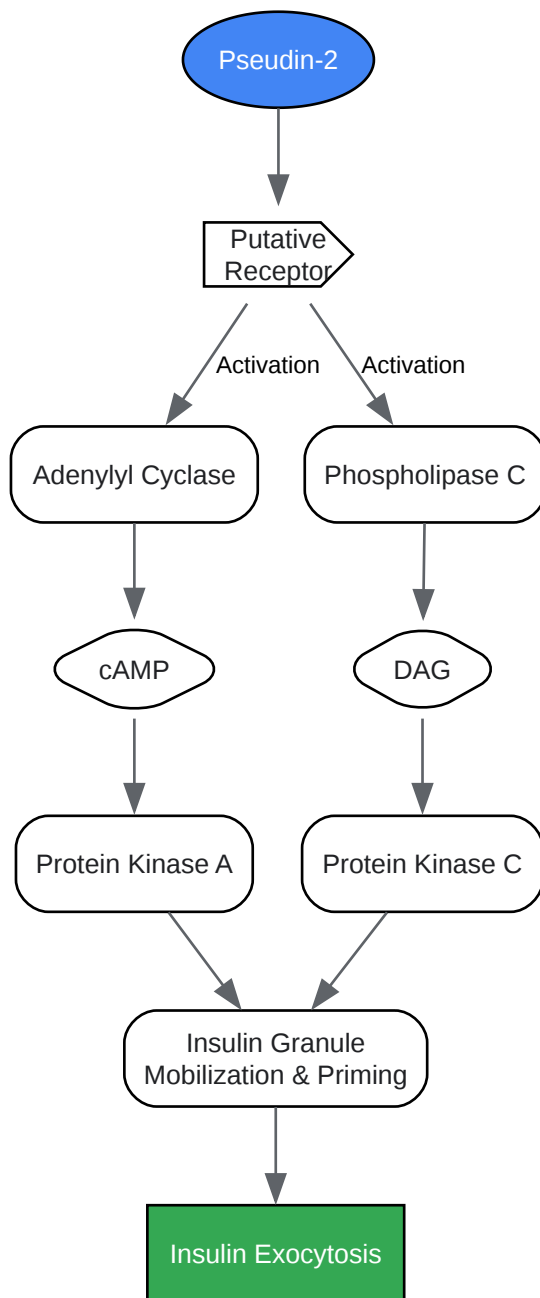 Pseudin-2
Putative
Receptor
Activation
Activation
Adenylyl Cyclase
Phospholipase C
cAMP
DAG
Protein Kinase A
Protein Kinase C
Insulin Granule
Mobilization & Priming
Insulin Exocytosis